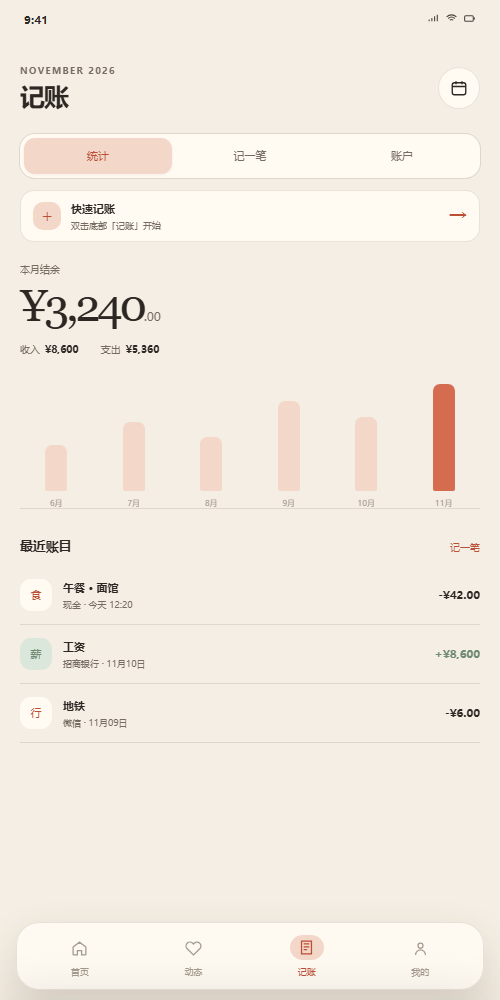 9:41
NOVEMBER 2026
记账
统计
记一笔
账户
快速记账
双击底部「记账」开始
本月结余
¥3,240.00
收入 ¥8,600 支出 ¥5,360
6月 7月 8月 9月 10月 11月
最近账目
记一笔
食
午餐 · 面馆
现金 · 今天 12:20
-¥42.00
薪
工资
招商银行 · 11月10日
+¥8,600
行
地铁
微信 · 11月09日
-¥6.00
首页
动态
记账
我的